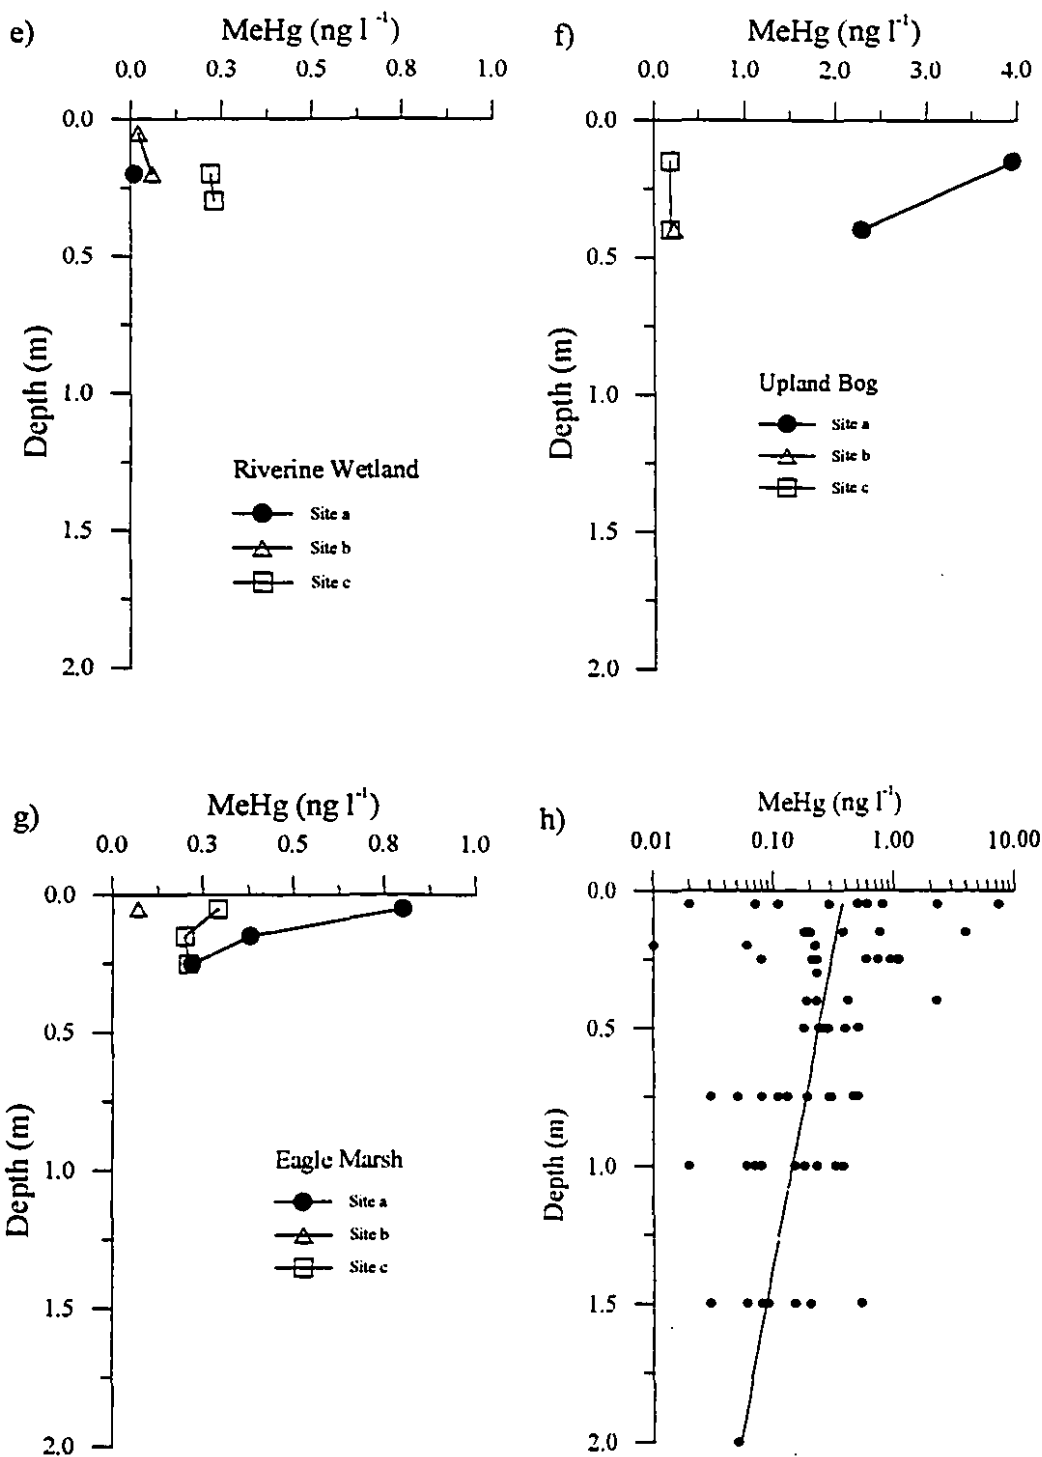 e)
MeHg (ng l⁻¹)
0.0 0.3 0.5 0.8 1.0
0.0
0.5
1.0
1.5
2.0
Depth (m)
Riverine Wetland
Site a
Site b
Site c
f)
MeHg (ng l⁻¹)
0.0 1.0 2.0 3.0 4.0
0.0
0.5
1.0
1.5
2.0
Depth (m)
Upland Bog
Site a
Site b
Site c
g)
MeHg (ng l⁻¹)
0.0 0.3 0.5 0.8 1.0
0.0
0.5
1.0
1.5
2.0
Depth (m)
Eagle Marsh
Site a
Site b
Site c
h)
MeHg (ng l⁻¹)
0.01 0.10 1.00 10.00
0.0
0.5
1.0
1.5
2.0
Depth (m)